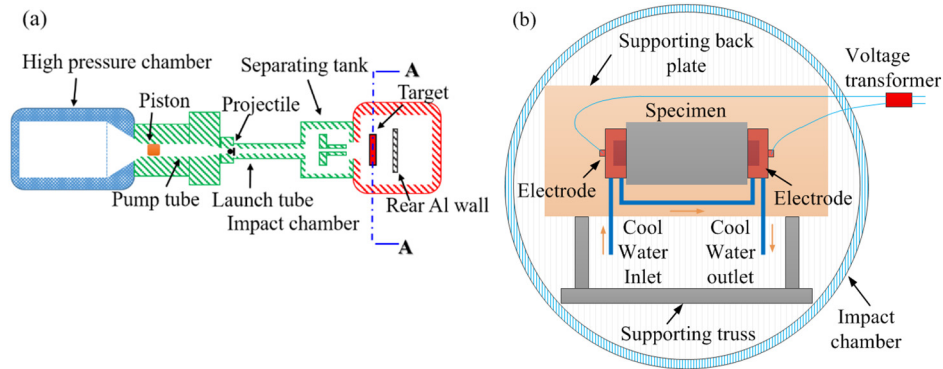 (a)
High pressure chamber
Piston
Projectile
Separating tank
A
Target
Pump tube
Launch tube
Impact chamber
Rear Al wall
A
(b)
Supporting back
plate
Voltage
transformer
Specimen
Electrode
Electrode
Cool
Water
Inlet
Cool
Water
outlet
Supporting truss
Impact
chamber